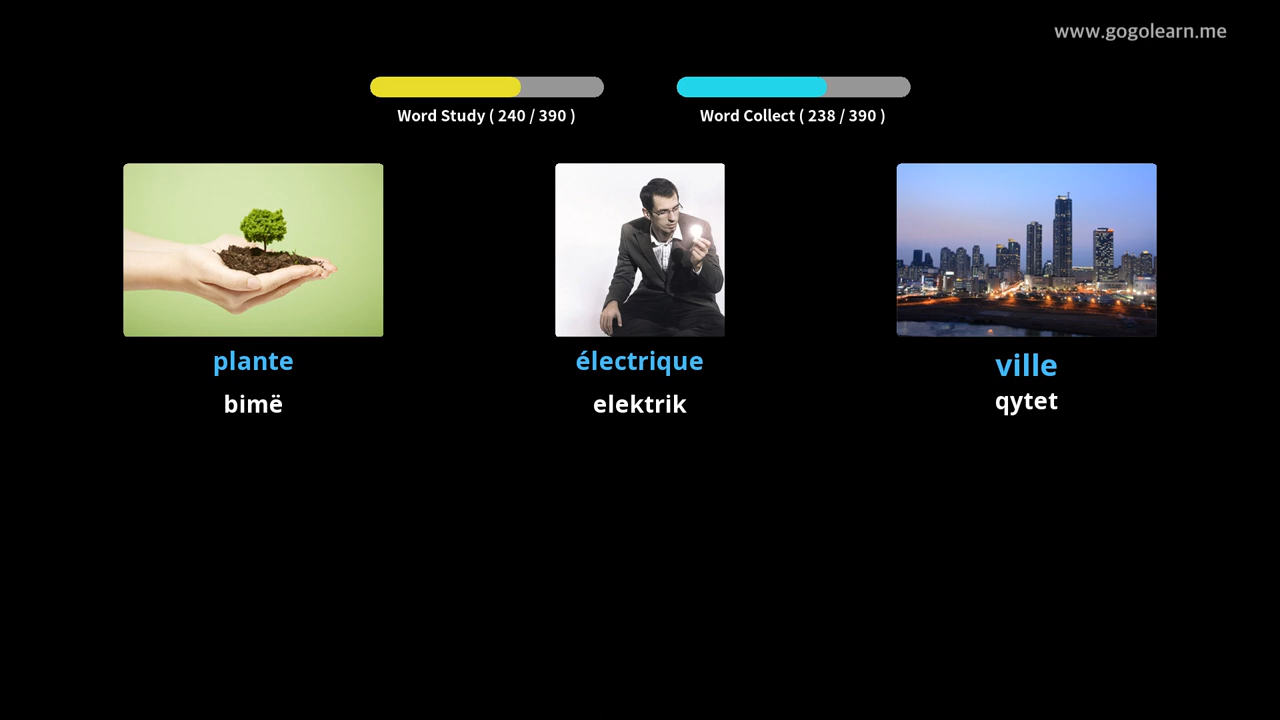 www.gogolearn.me
Word Study ( 240 / 390 )
Word Collect ( 238 / 390 )
plante
bimë
électrique
elektrik
ville
qytet